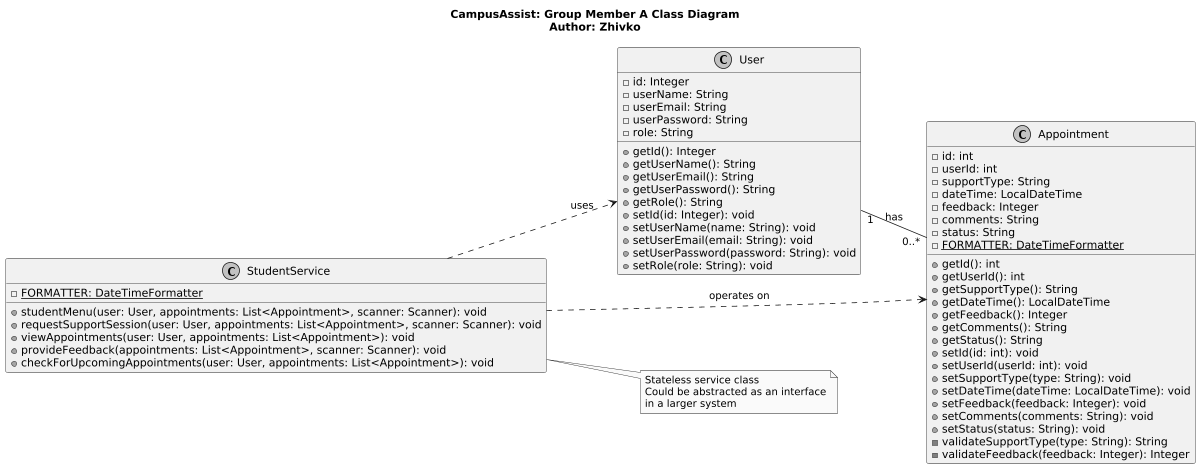 CampusAssist: Group Member A Class Diagram
Author: Zhivko
C User
id: Integer
userName: String
userEmail: String
userPassword: String
role: String
getId(): Integer
getUserName(): String
getUserEmail(): String
getUserPassword(): String
getRole(): String
setId(id: Integer): void
setUserName(name: String): void
setUserEmail(email: String): void
setUserPassword(password: String): void
setRole(role: String): void
C Appointment
id: int
userId: int
supportType: String
dateTime: LocalDateTime
feedback: Integer
comments: String
status: String
FORMATTER: DateTimeFormatter
getId(): int
getUserId(): int
getSupportType(): String
getDateTime(): LocalDateTime
getFeedback(): Integer
getComments(): String
getStatus(): String
setId(id: int): void
setUserId(userId: int): void
setSupportType(type: String): void
setDateTime(dateTime: LocalDateTime): void
setFeedback(feedback: Integer): void
setComments(comments: String): void
setStatus(status: String): void
validateSupportType(type: String): String
validateFeedback(feedback: Integer): Integer
uses
1
has
0..*
C StudentService
FORMATTER: DateTimeFormatter
studentMenu(user: User, appointments: List<Appointment>, scanner: Scanner): void
requestSupportSession(user: User, appointments: List<Appointment>, scanner: Scanner): void
viewAppointments(user: User, appointments: List<Appointment>): void
provideFeedback(appointments: List<Appointment>, scanner: Scanner): void
checkForUpcomingAppointments(user: User, appointments: List<Appointment>): void
operates on
Stateless service class
Could be abstracted as an interface
in a larger system